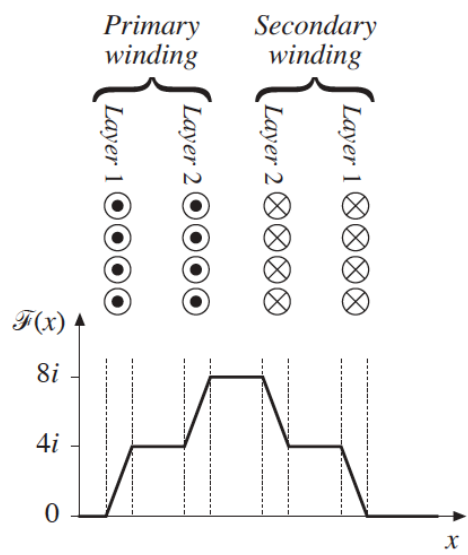 Primary
winding
Secondary
winding
Layer 1
Layer 2
Layer 2
Layer 1
ℱ(x)
8i
4i
0
x